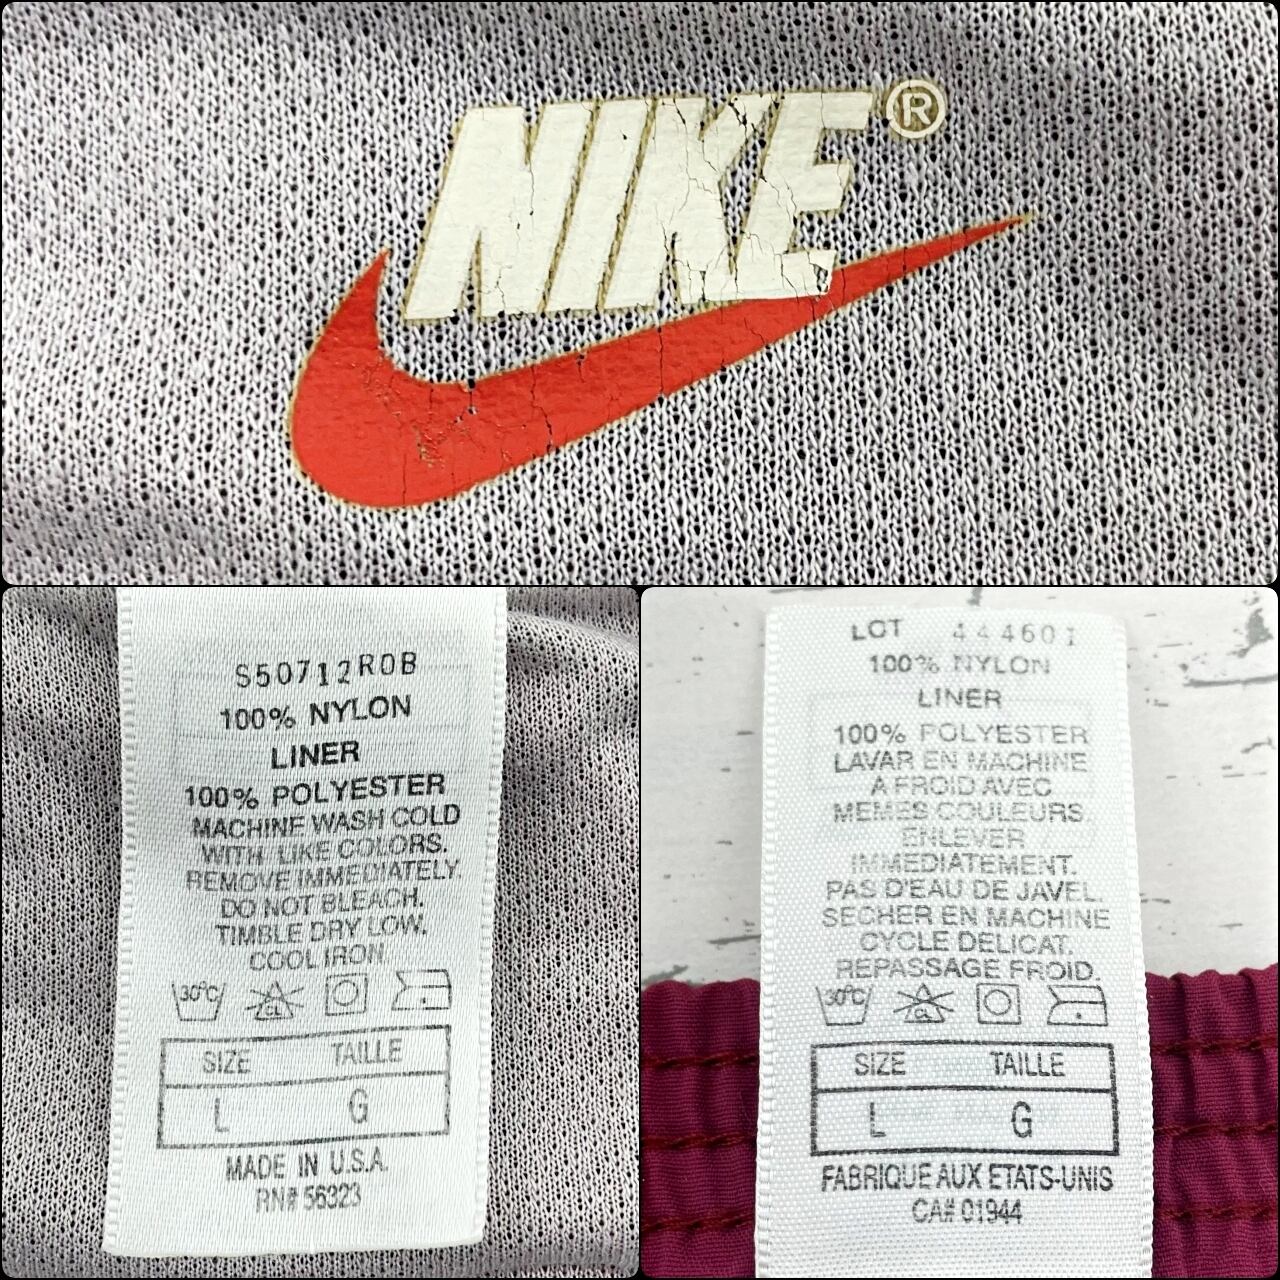 NIKE®
S50712ROB
100% NYLON
LINER
100% POLYESTER
MACHINE WASH COLD
WITH LIKE COLORS.
REMOVE IMMEDIATELY
DO NOT BLEACH.
TIMBLE DRY LOW.
COOL IRON.
30°C CL
SIZE TAILLE
L G
MADE IN U.S.A.
RN# 56323
LOT 444601
100% NYLON
LINER
100% POLYESTER
LAVAR EN MACHINE
A FROID AVEC
MEMES COULEURS.
ENLEVER
IMMEDIATEMENT.
PAS D'EAU DE JAVEL.
SECHER EN MACHINE
CYCLE DELICAT.
REPASSAGE FROID.
30°C CL
SIZE TAILLE
L G
FABRIQUE AUX ETATS-UNIS
CA# 01944